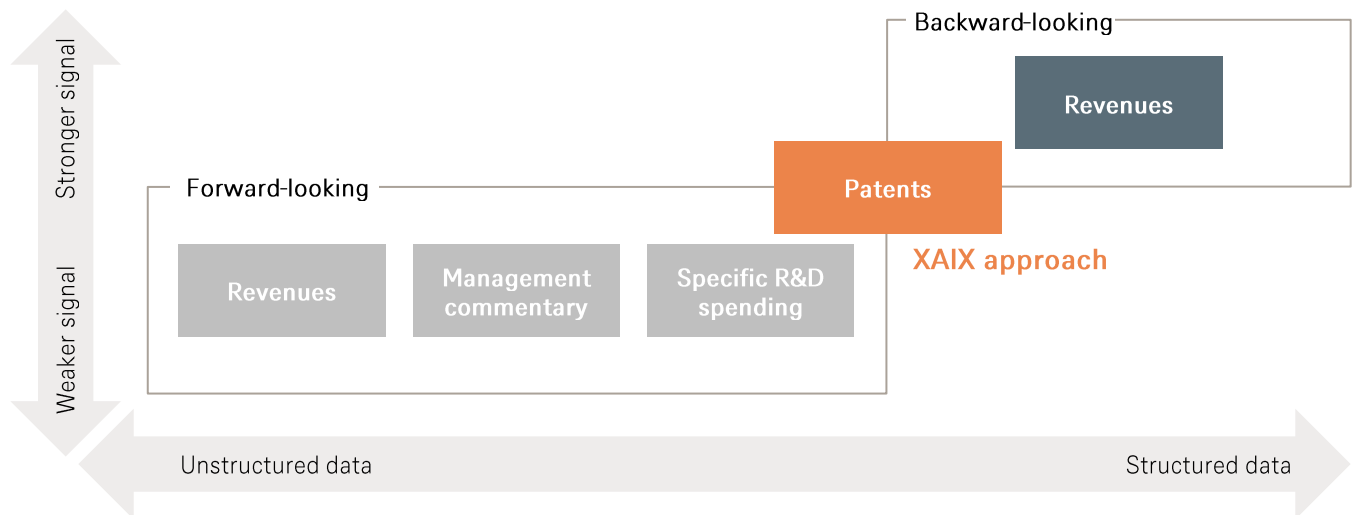 Backward-looking
Stronger signal
Revenues
Forward-looking
Patents
XAIX approach
Revenues
Management
commentary
Specific R&D
spending
Weaker signal
Unstructured data
Structured data